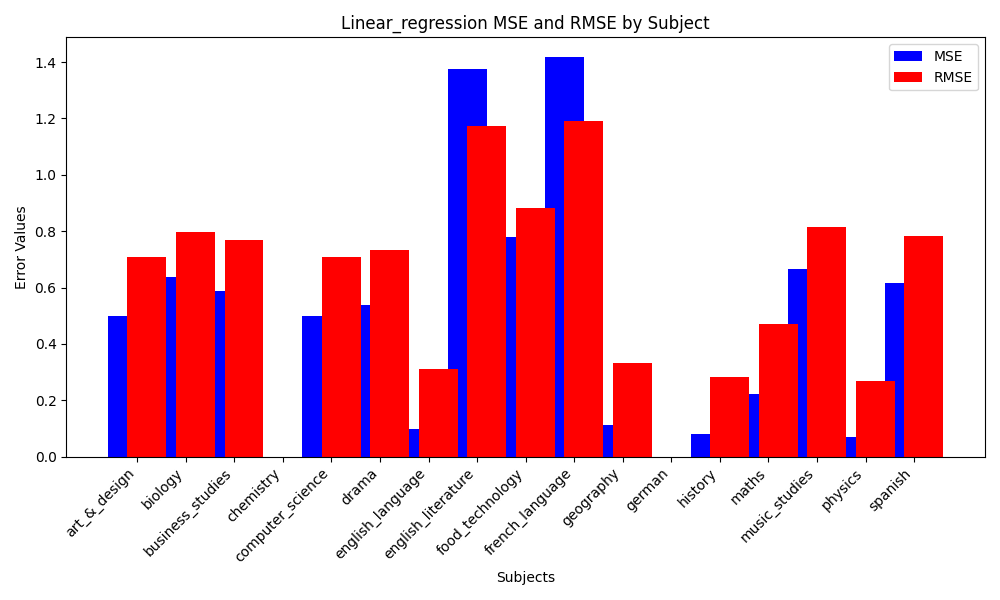 Linear_regression MSE and RMSE by Subject
MSE
RMSE
Error Values
1.4
1.2
1.0
0.8
0.6
0.4
0.2
0.0
art_&_design
biology
business_studies
chemistry
computer_science
drama
english_language
english_literature
food_technology
french_language
geography
german
history
maths
music_studies
physics
spanish
Subjects